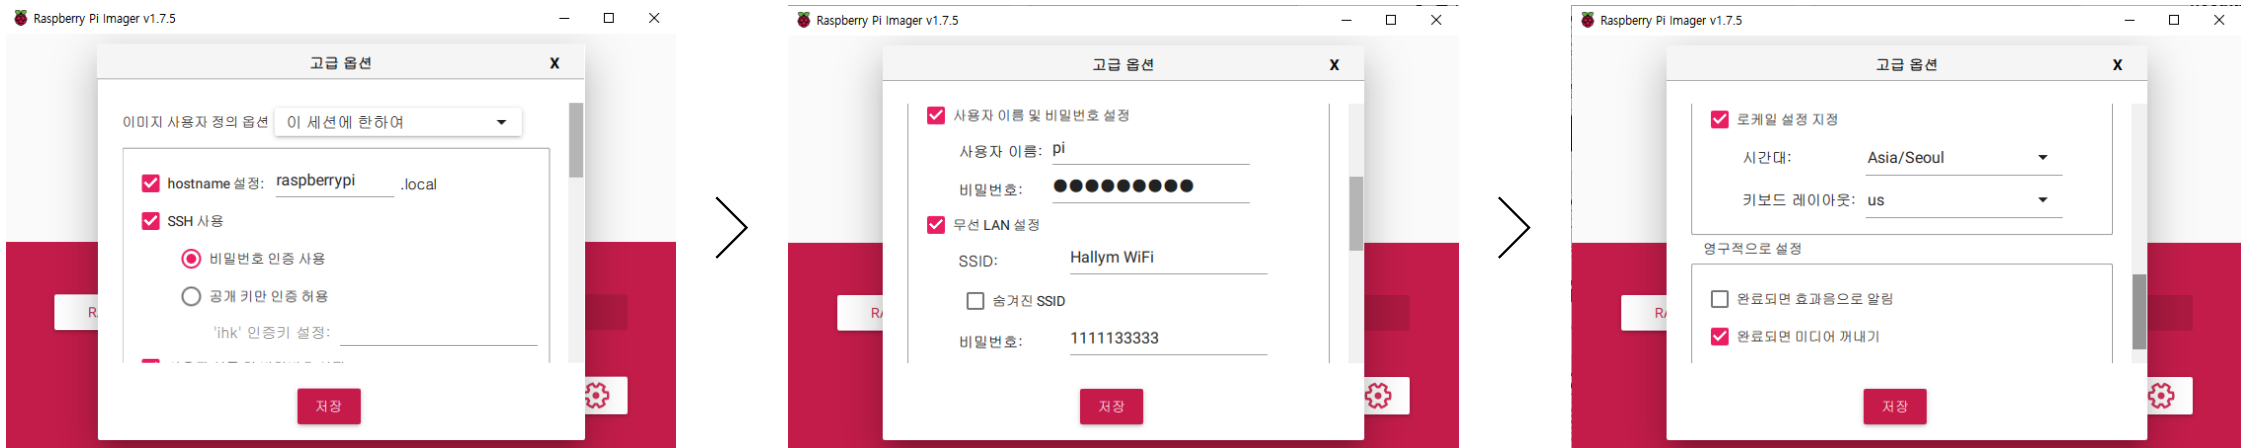 Raspberry Pi Imager v1.7.5
고급 옵션 X
이미지 사용자 정의 옵션 이 세션에 한하여
hostname 설정: raspberrypi .local
SSH 사용
비밀번호 인증 사용
공개 키만 인증 허용
'ihk' 인증키 설정:
저장
Raspberry Pi Imager v1.7.5
고급 옵션 X
사용자 이름 및 비밀번호 설정
사용자 이름: pi
비밀번호: ●●●●●●●●●
무선 LAN 설정
SSID: Hallym WiFi
숨겨진 SSID
비밀번호: 1111133333
저장
Raspberry Pi Imager v1.7.5
고급 옵션 X
로케일 설정 지정
시간대: Asia/Seoul
키보드 레이아웃: us
영구적으로 설정
완료되면 효과음으로 알림
완료되면 미디어 꺼내기
저장